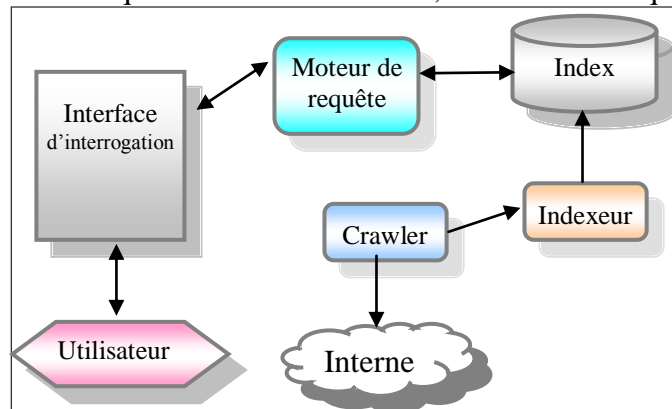 Moteur de
requête
Index
Interface
d'interrogation
Crawler
Indexeur
Utilisateur
Interne